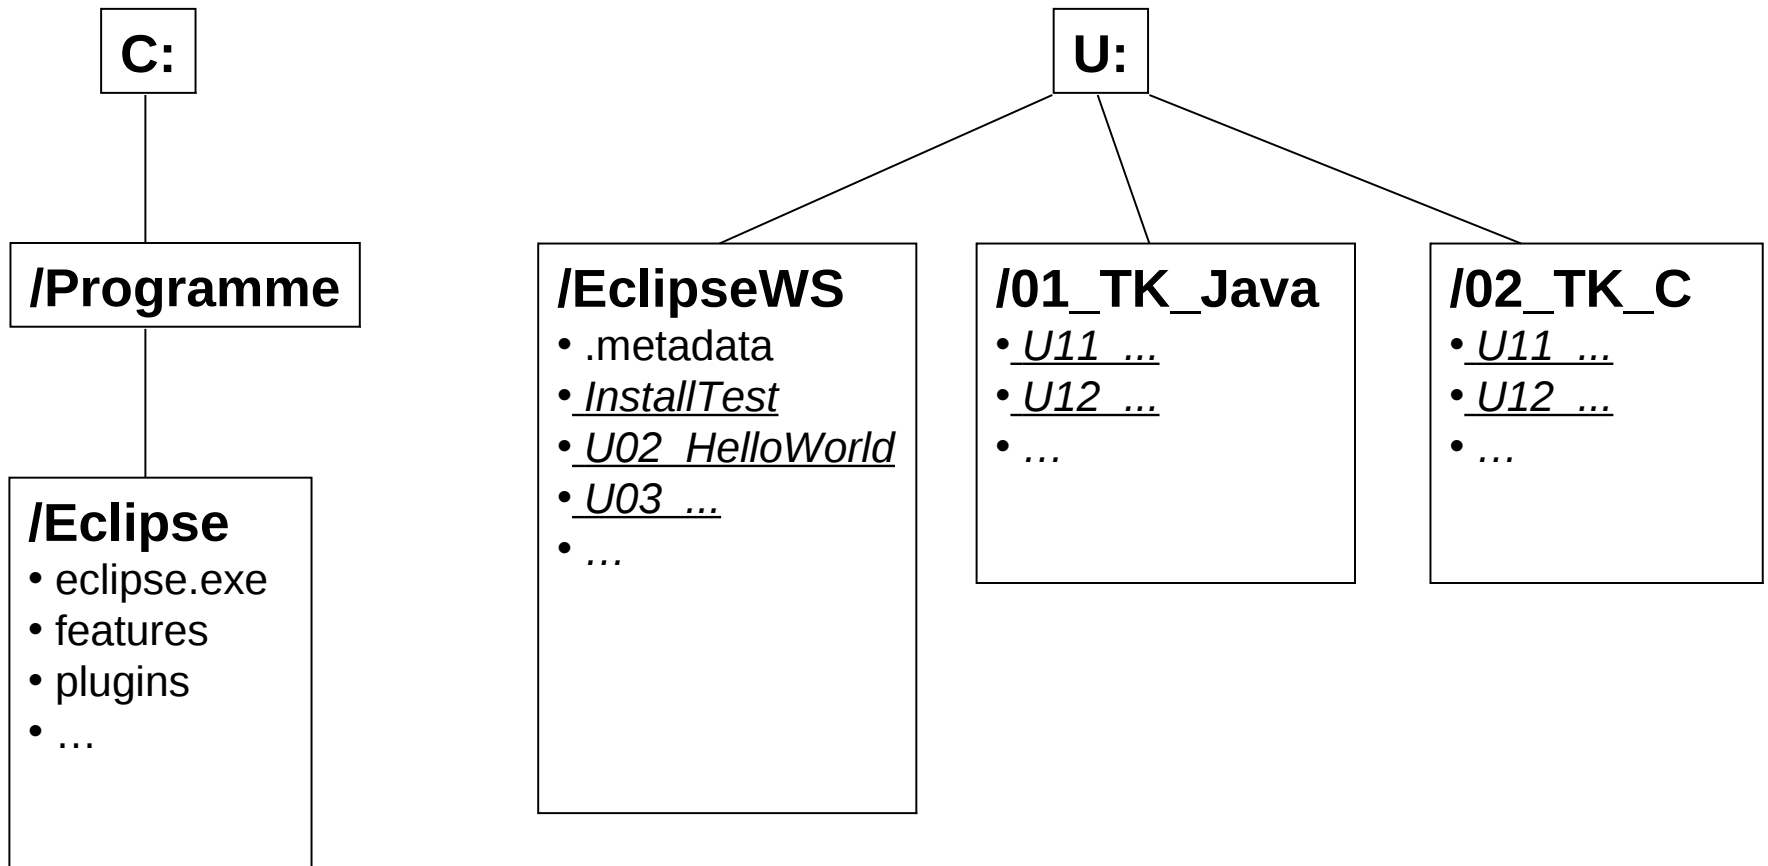 C:
/Programme
/Eclipse
• eclipse.exe
• features
• plugins
• …
U:
/EclipseWS
• .metadata
• InstallTest
• U02_HelloWorld
• U03_...
• …
/01_TK_Java
• U11_...
• U12_...
• …
/02_TK_C
• U11_...
• U12_...
• …